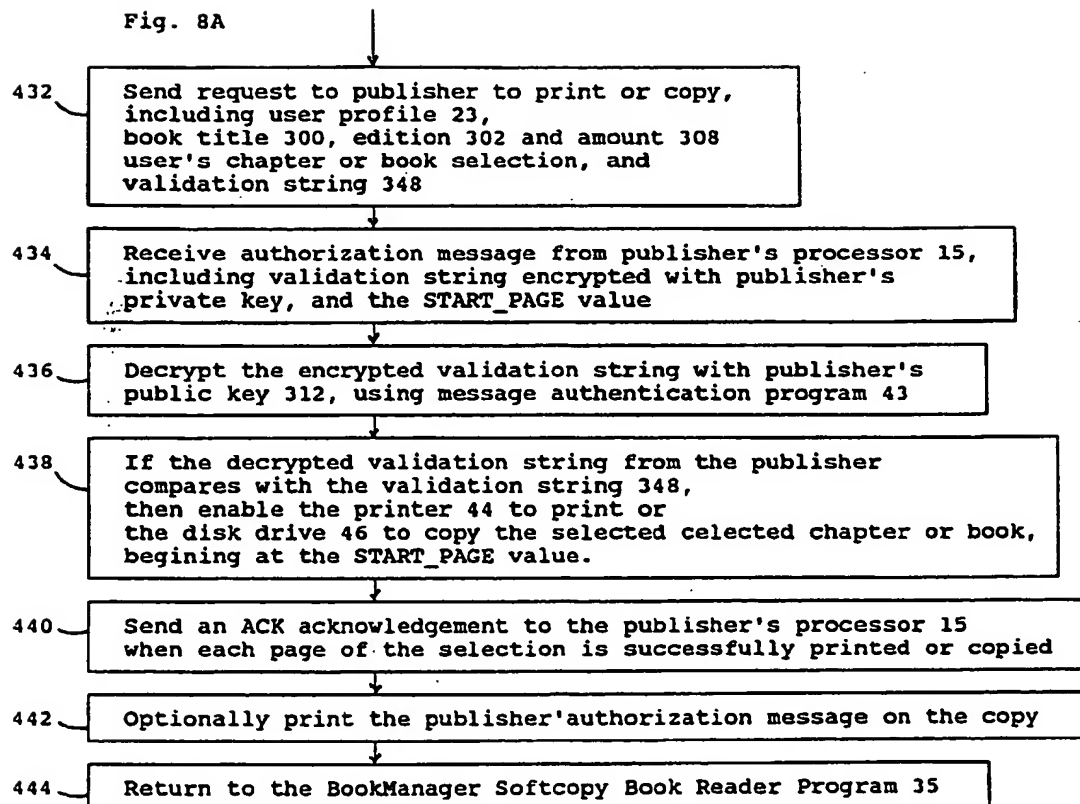 Fig. 8A
432
Send request to publisher to print or copy,
including user profile 23,
book title 300, edition 302 and amount 308
user's chapter or book selection, and
validation string 348
434
Receive authorization message from publisher's processor 15,
including validation string encrypted with publisher's
private key, and the START_PAGE value
436
Decrypt the encrypted validation string with publisher's
public key 312, using message authentication program 43
438
If the decrypted validation string from the publisher
compares with the validation string 348,
then enable the printer 44 to print or
the disk drive 46 to copy the selected celected chapter or book,
begining at the START_PAGE value.
440
Send an ACK acknowledgement to the publisher's processor 15
when each page of the selection is successfully printed or copied
442
Optionally print the publisher'authorization message on the copy
444
Return to the BookManager Softcopy Book Reader Program 35